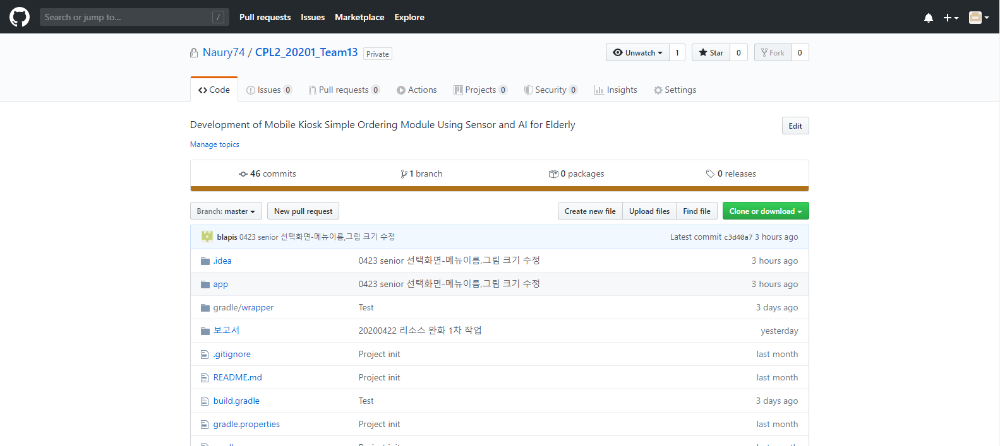 Search or jump to... / Pull requests Issues Marketplace Explore
Naury74 / CPL2_20201_Team13 Private Unwatch 1 Star 0 Fork 0
Code Issues 0 Pull requests 0 Actions Projects 0 Security 0 Insights Settings
Development of Mobile Kiosk Simple Ordering Module Using Sensor and AI for Elderly Edit
Manage topics
46 commits 1 branch 0 packages 0 releases
Branch: master New pull request Create new file Upload files Find file Clone or download
blapis 0423 senior 선택화면-메뉴이름,그림 크기 수정 Latest commit c3d40a7 3 hours ago
.idea 0423 senior 선택화면-메뉴이름,그림 크기 수정 3 hours ago
app 0423 senior 선택화면-메뉴이름,그림 크기 수정 3 hours ago
gradle/wrapper Test 3 days ago
보고서 20200422 리소스 완화 1차 작업 yesterday
.gitignore Project init last month
README.md Project init last month
build.gradle Test 3 days ago
gradle.properties Project init last month